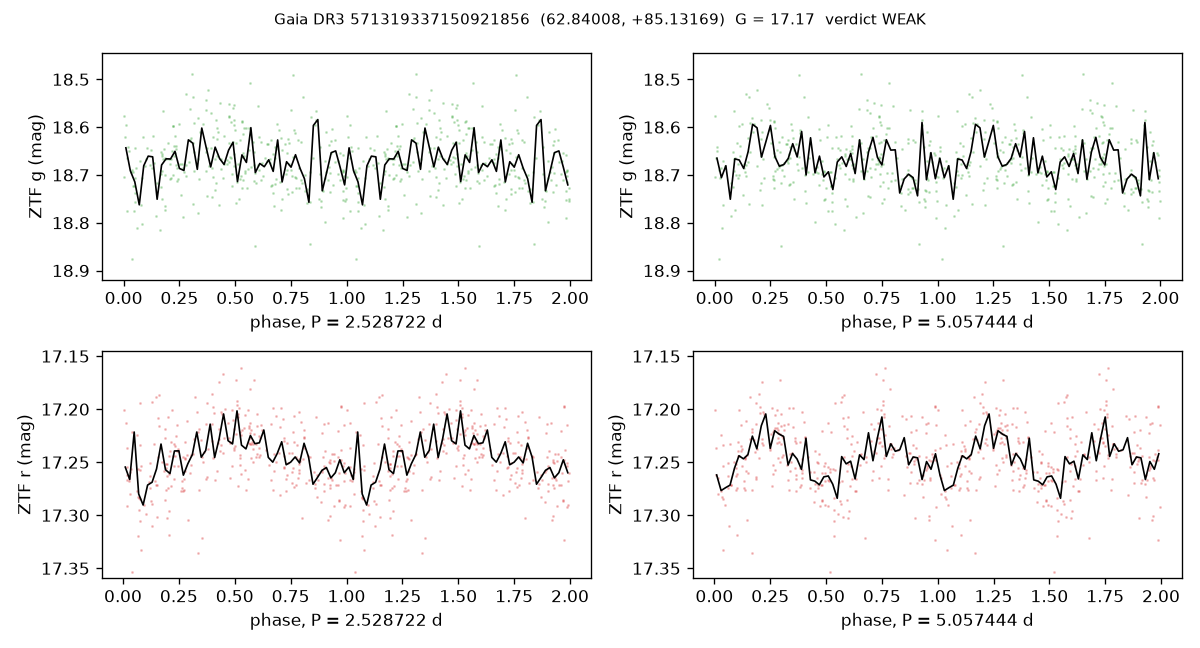 Gaia DR3 571319337150921856 (62.84008, +85.13169) G = 17.17 verdict WEAK
ZTF g (mag)
18.5
18.6
18.7
18.8
18.9
0.00 0.25 0.50 0.75 1.00 1.25 1.50 1.75 2.00
phase, P = 2.528722 d
ZTF g (mag)
18.5
18.6
18.7
18.8
18.9
0.00 0.25 0.50 0.75 1.00 1.25 1.50 1.75 2.00
phase, P = 5.057444 d
ZTF r (mag)
17.15
17.20
17.25
17.30
17.35
0.00 0.25 0.50 0.75 1.00 1.25 1.50 1.75 2.00
phase, P = 2.528722 d
ZTF r (mag)
17.15
17.20
17.25
17.30
17.35
0.00 0.25 0.50 0.75 1.00 1.25 1.50 1.75 2.00
phase, P = 5.057444 d